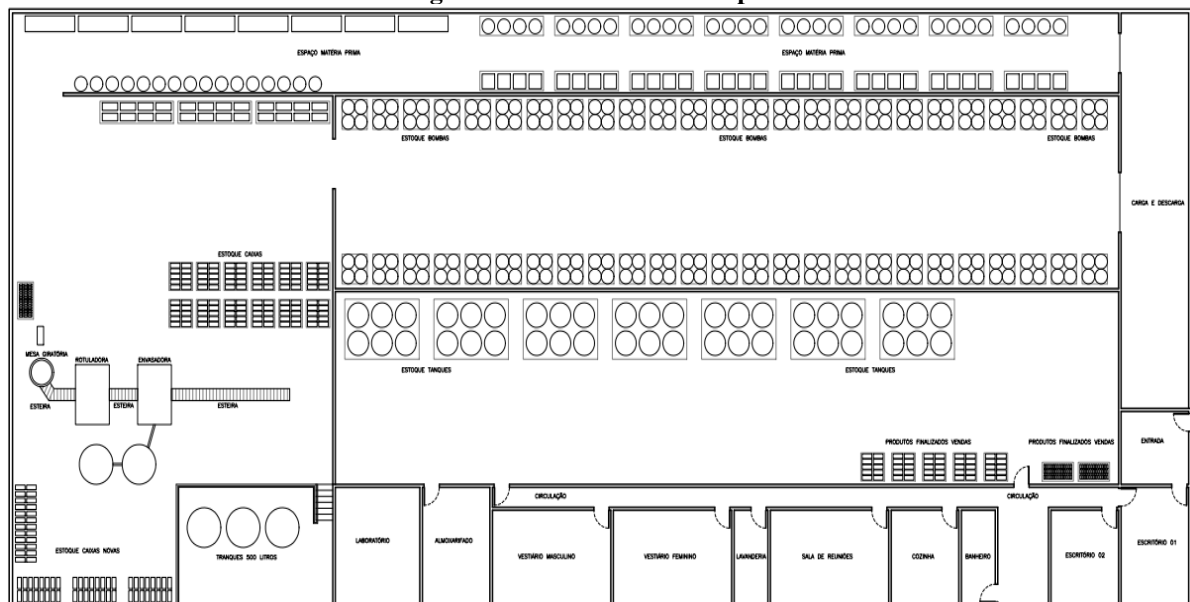 ESPAÇO MATÉRIA PRIMA
ESPAÇO MATÉRIA PRIMA
ESTOQUE BOMBAS
ESTOQUE BOMBAS
ESTOQUE BOMBAS
CARGA E DESCARGA
ESTOQUE CAIXAS
MESA GIRATÓRIA
ROTULADORA
ENVASADORA
ESTOQUE TANQUES
ESTOQUE TANQUES
ESTEIRA
ESTEIRA
ESTEIRA
PRODUTOS FINALIZADOS VENDAS
PRODUTOS FINALIZADOS VENDAS
ENTRADA
CIRCULAÇÃO
CIRCULAÇÃO
ESTOQUE CAIXAS NOVAS
TRANQUES 500 LITROS
LABORATÓRIO
ALMOXARIFADO
VESTIÁRIO MASCULINO
VESTIÁRIO FEMININO
LAVANDERIA
SALA DE REUNIÕES
COZINHA
BANHEIRO
ESCRITÓRIO 02
ESCRITÓRIO 01